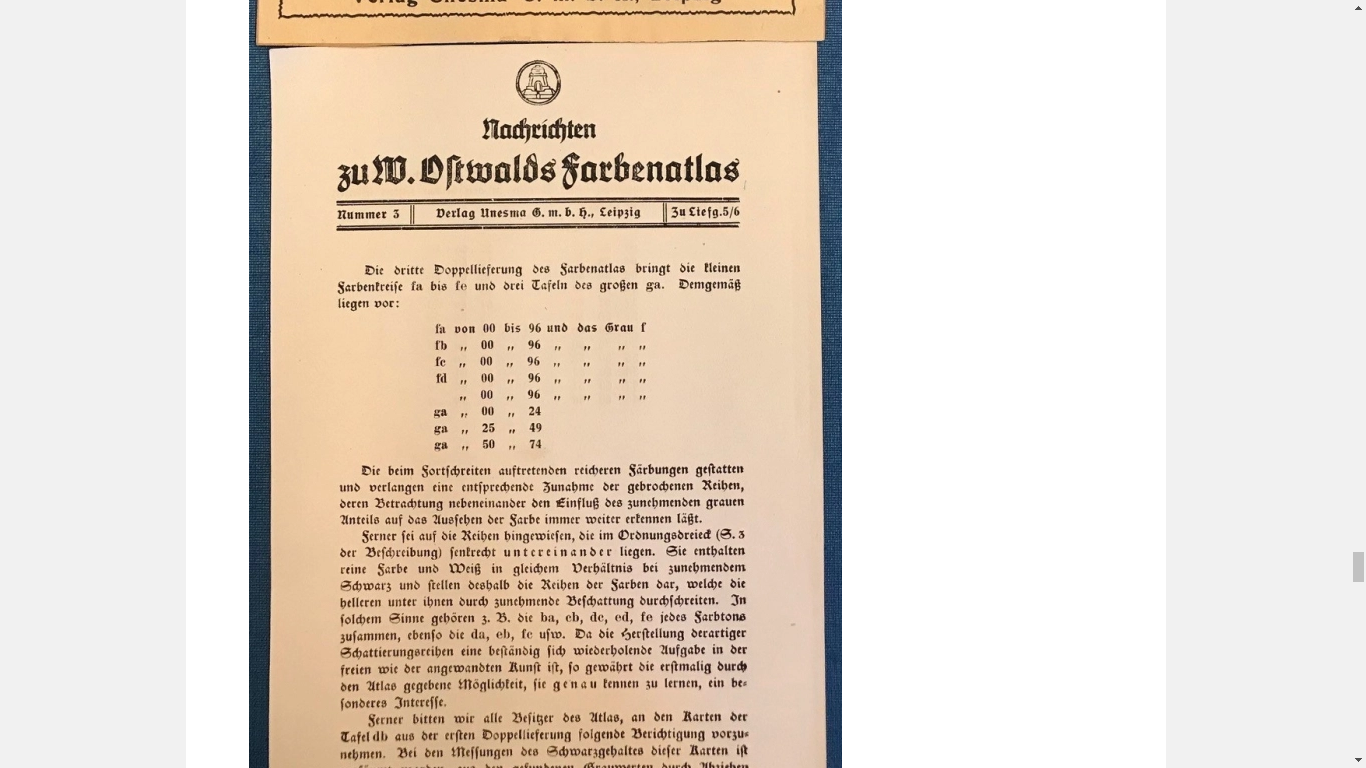 Verlag Unesma G. m. b. H., Leipzig
Nachrichten
zu W. Ostwalds Farbenatlas
Nummer 3 Verlag Unesma G. m. b. H., Leipzig Zu Liefg. 5/6
Die dritte Doppellieferung des Farbenatlas bringt die kleinen
Farbenkreise fa bis fe und drei Tafeln des großen ga. Demgemäß
liegen vor:
fa von 00 bis 96 und das Grau f
fb „ 00 „ 96 „ „ „ „
fc „ 00 „ 96 „ „ „ „
fd „ 00 „ 96 „ „ „ „
„ 00 „ 96 „ „ „ „
ga „ 00 „ 24
ga „ 25 „ 49
ga „ 50 „ 74
Die beim Fortschreiten auftretenden reicheren Färbungen gestatten
und verlangen eine entsprechende Zunahme der gebrochenen Reihen,
deren Betrachtung nebeneinander den Einfluß des zunehmenden grauen
Anteils auf das Aussehen der Farbe immer weiter erkennen läßt.
Ferner sei auf die Reihen hingewiesen, die im Ordnungsdreieck (S. 3
der Beschreibung) senkrecht untereinander liegen. Sie enthalten
reine Farbe und Weiß in gleichem Verhältnis bei zunehmendem
Schwarz und stellen deshalb die Reihen der Farben dar, welche die
helleren unter ihnen durch zunehmende Beschattung durchschreiten. In
solchem Sinne gehören z. B. die ba, cb, dc, ed, fe jedes Farbtons
zusammen, ebenso die da, eb, fc usw. Da die Herstellung derartiger
Schattierungsreihen eine beständig sich wiederholende Aufgabe in der
freien wie der angewandten Kunst ist, so gewährt die erstmalig durch
den Atlas gegebene Möglichkeit, sie genau kennen zu lernen, ein be-
sonderes Interesse.
Ferner bitten wir alle Besitzer des Atlas, an den Karten der
Tafel db aus der ersten Doppellieferung folgende Berichtigung vorzu-
nehmen. Bei den Messungen des Schwarzgehaltes dieser Karten ist